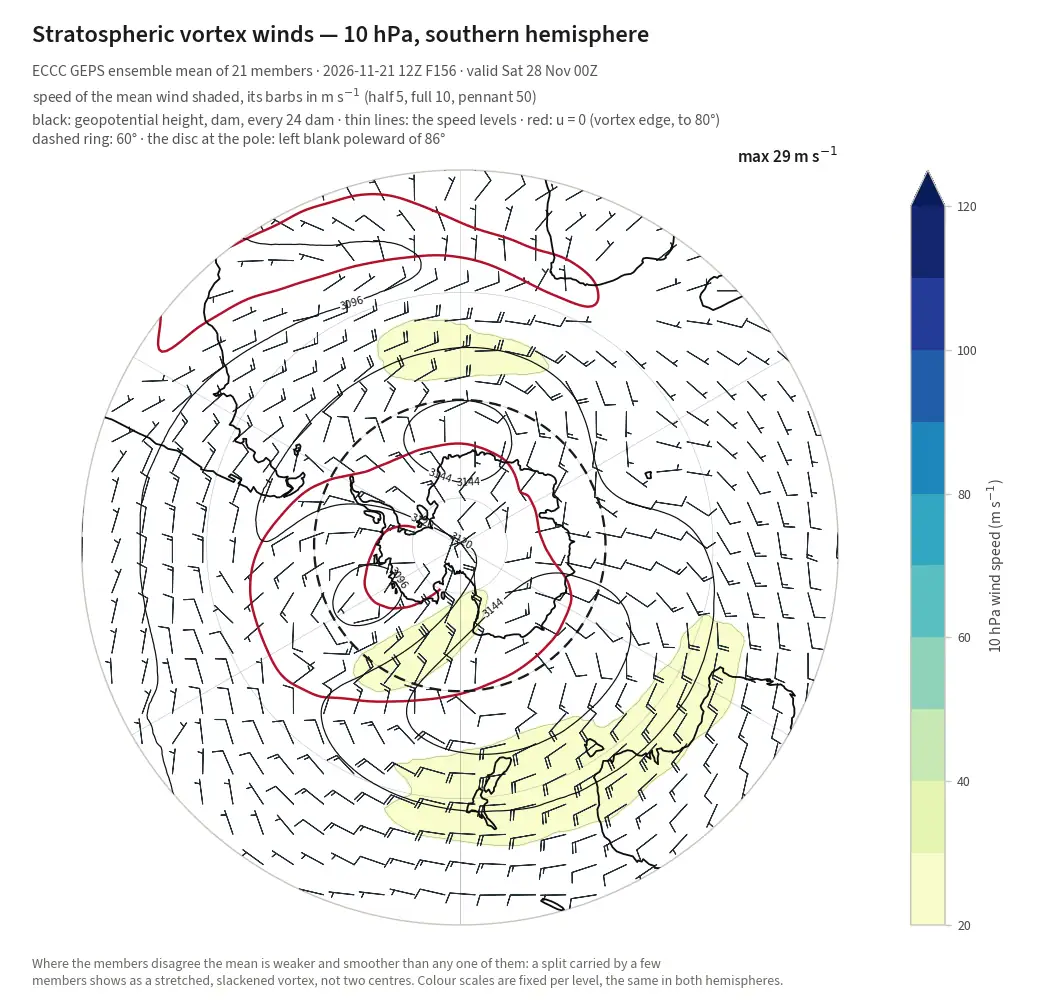 Stratospheric vortex winds — 10 hPa, southern hemisphere
ECCC GEPS ensemble mean of 21 members · 2026-11-21 12Z F156 · valid Sat 28 Nov 00Z
speed of the mean wind shaded, its barbs in m s⁻¹ (half 5, full 10, pennant 50)
black: geopotential height, dam, every 24 dam · thin lines: the speed levels · red: u = 0 (vortex edge, to 80°)
dashed ring: 60° · the disc at the pole: left blank poleward of 86°
max 29 m s⁻¹
120
100
80
60
40
20
10 hPa wind speed (m s⁻¹)
3096
3144
3144
3120
3096
3144
Where the members disagree the mean is weaker and smoother than any one of them: a split carried by a few
members shows as a stretched, slackened vortex, not two centres. Colour scales are fixed per level, the same in both hemispheres.